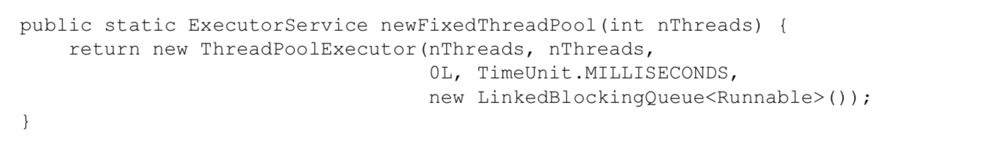 public static ExecutorService newFixedThreadPool(int nThreads) {
    return new ThreadPoolExecutor(nThreads, nThreads,
                                  0L, TimeUnit.MILLISECONDS,
                                  new LinkedBlockingQueue<Runnable>());
}